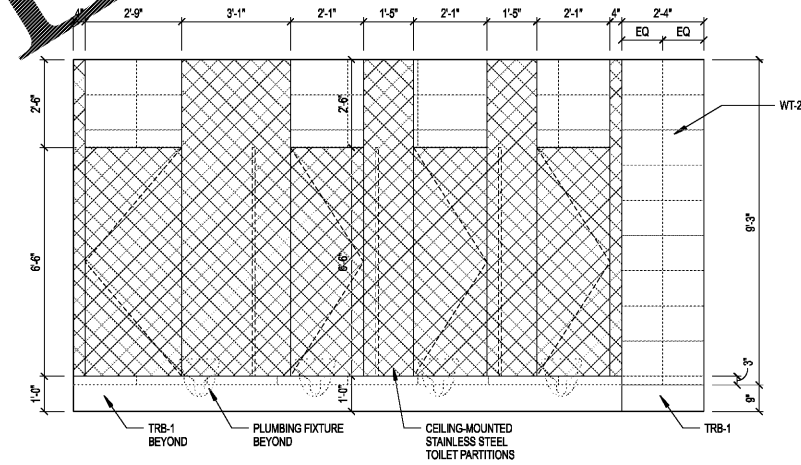 4" 2'-9" 3'-1" 2'-1" 1'-5" 2'-1" 1'-5" 2'-1" 4" 2'-4"
EQ EQ
2'-6" 2'-6"
WT-2
9'-3"
6'-6" 6'-6"
3"
1'-0" 1'-0" 9"
TRB-1
BEYOND
PLUMBING FIXTURE
BEYOND
CEILING-MOUNTED
STAINLESS STEEL
TOILET PARTITIONS
TRB-1